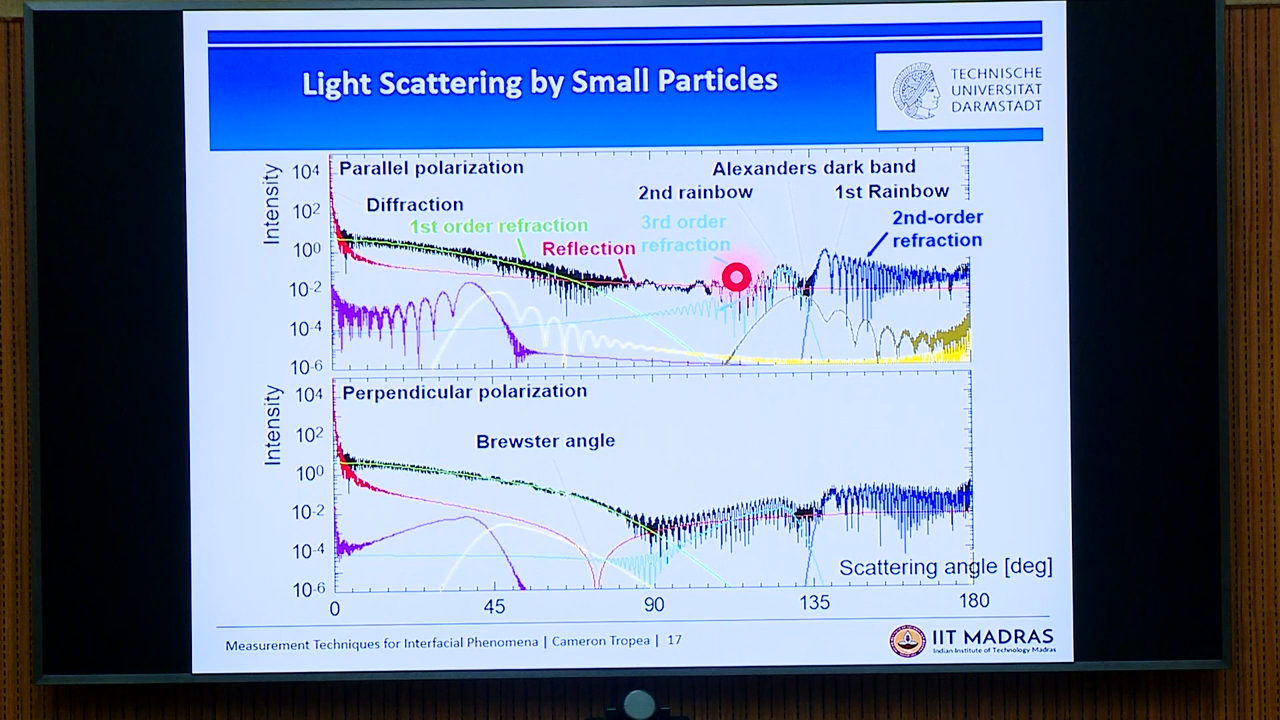 Light Scattering by Small Particles
TECHNISCHE
UNIVERSITÄT
DARMSTADT
Intensity
10⁴
10²
10⁰
10⁻²
10⁻⁴
10⁻⁶
Parallel polarization
Alexanders dark band
Diffraction
2nd rainbow
1st Rainbow
1st order refraction
3rd order
refraction
2nd-order
refraction
Reflection
Intensity
10⁴
10²
10⁰
10⁻²
10⁻⁴
10⁻⁶
Perpendicular polarization
Brewster angle
Scattering angle [deg]
0 45 90 135 180
Measurement Techniques for Interfacial Phenomena | Cameron Tropea | 17
IIT MADRAS
Indian Institute of Technology Madras